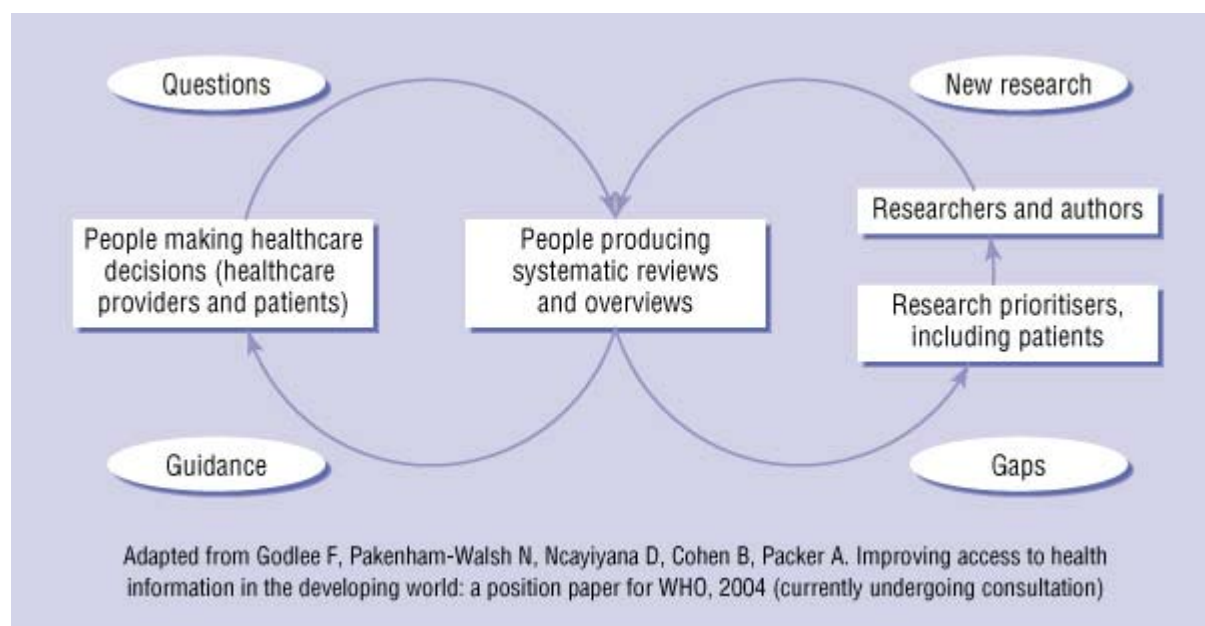 Questions
New research
People making healthcare
decisions (healthcare
providers and patients)
People producing
systematic reviews
and overviews
Researchers and authors
Research prioritisers,
including patients
Guidance
Gaps
Adapted from Godlee F, Pakenham-Walsh N, Ncayiyana D, Cohen B, Packer A. Improving access to health
information in the developing world: a position paper for WHO, 2004 (currently undergoing consultation)